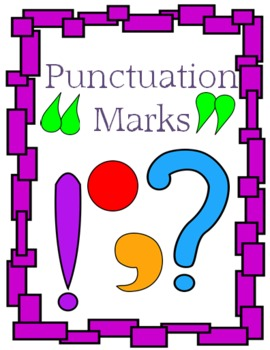 Punctuation
“ Marks ”
! . , ?